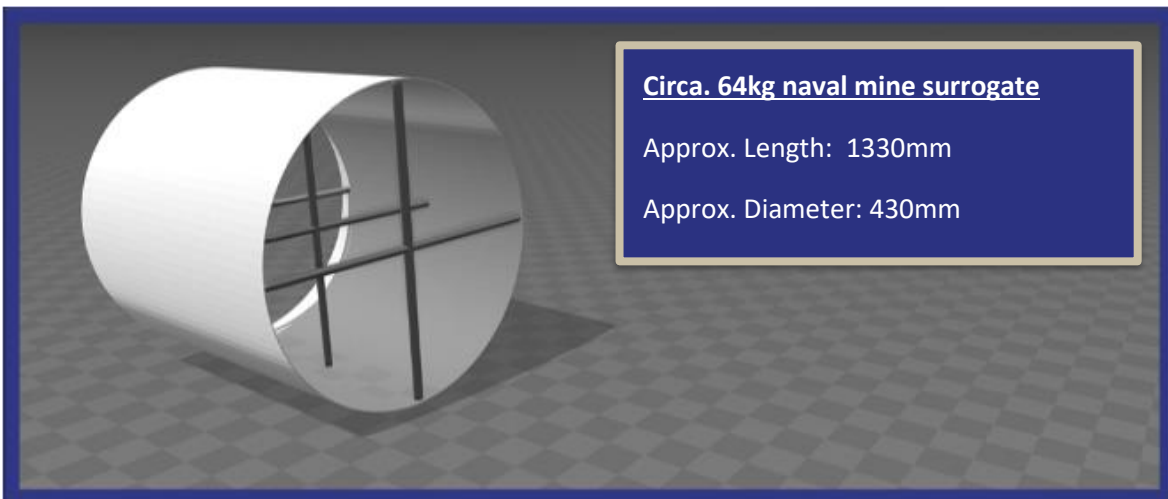 Circa. 64kg naval mine surrogate
Approx. Length:  1330mm
Approx. Diameter: 430mm